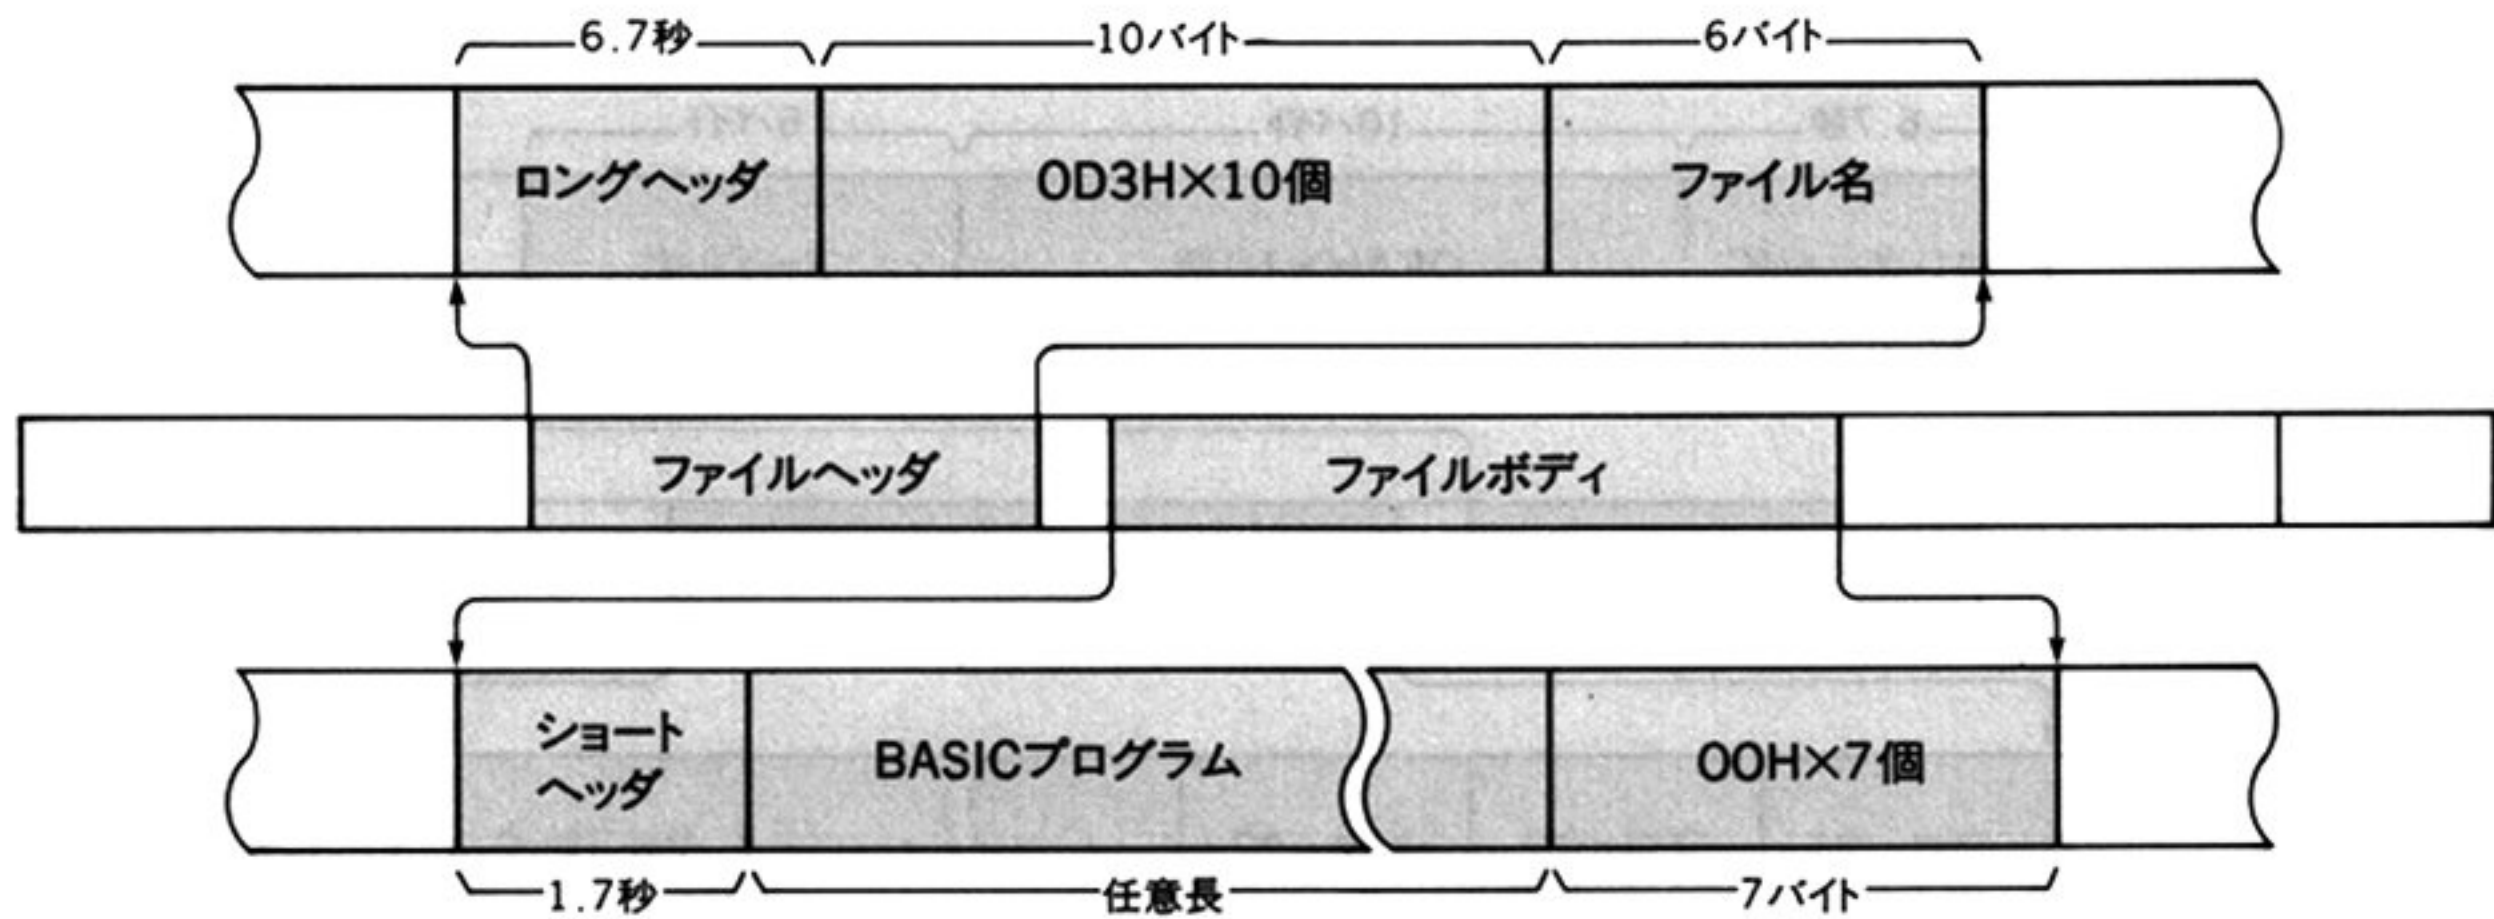 6.7秒
10バイト
6バイト
ロングヘッダ
0D3H×10個
ファイル名
ファイルヘッダ
ファイルボディ
ショート
ヘッダ
BASICプログラム
00H×7個
1.7秒
任意長
7バイト